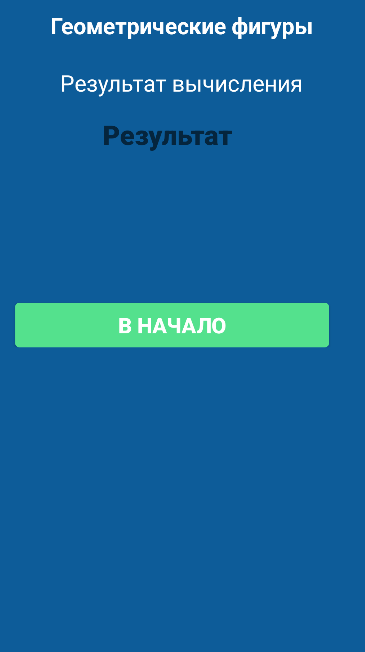 Геометрические фигуры
Результат вычисления
Результат
В НАЧАЛО